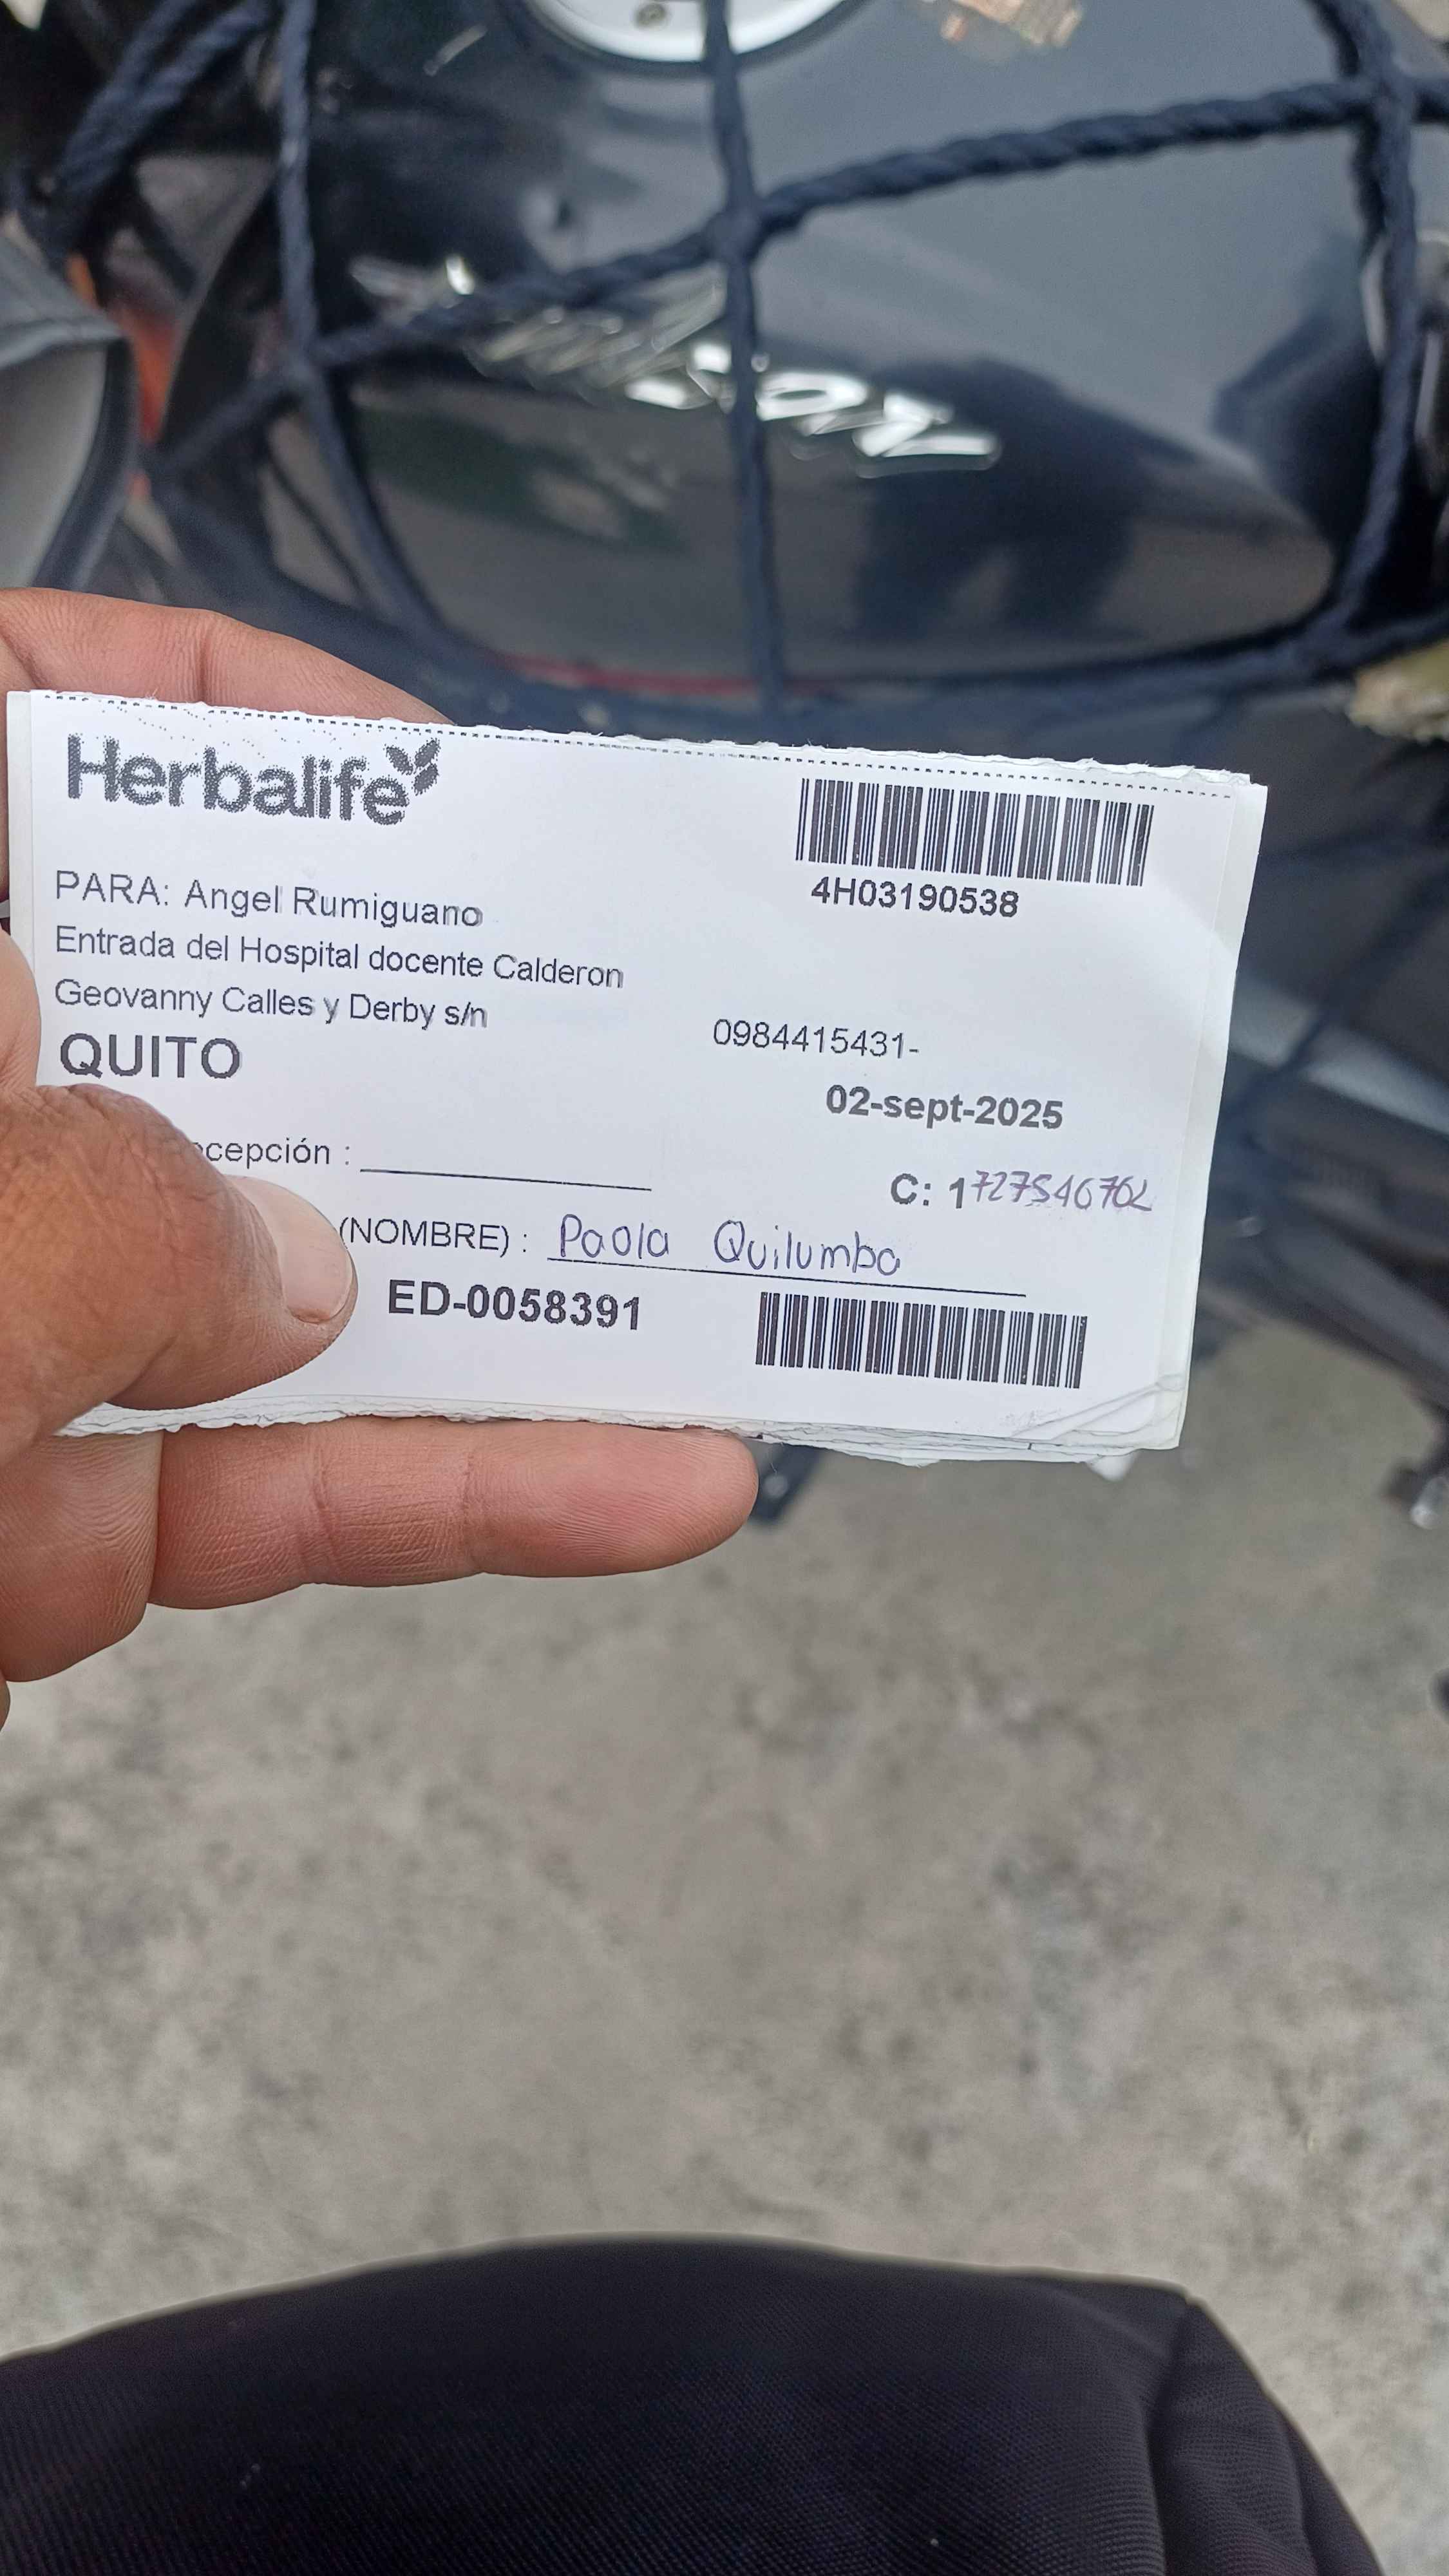 Herbalife
4H03190538
PARA: Angel Rumiguano
Entrada del Hospital docente Calderon
Geovanny Calles y Derby s/n
0984415431-
QUITO
02-sept-2025
cepción :
C: 1727546762
(NOMBRE) : Paola Quilumba
ED-0058391